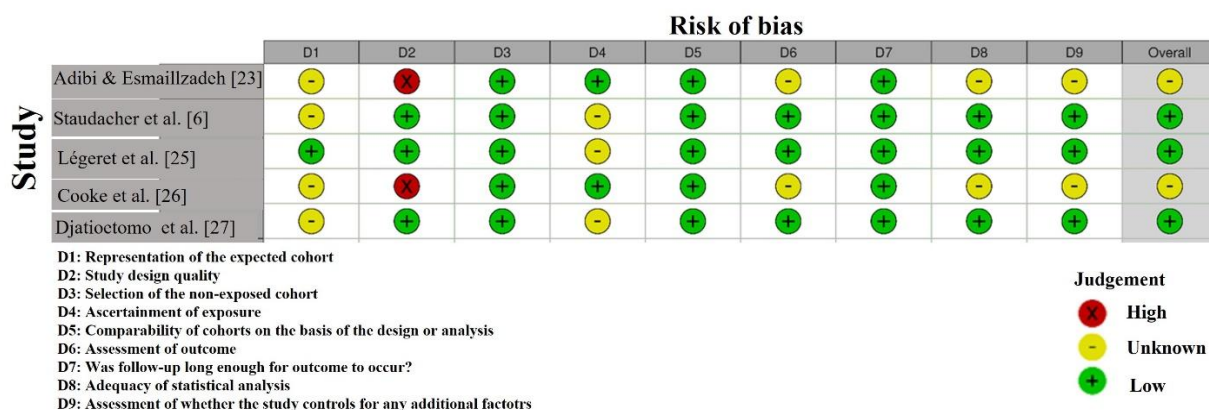 Risk of bias
D1 D2 D3 D4 D5 D6 D7 D8 D9 Overall
Study
Adibi & Esmaillzadch [23] - X + + + - + - - -
Staudacher et al. [6] - + + - + + + + + +
Légeret et al. [25] + + + - + + + + + +
Cooke et al. [26] - X + + + - + - - -
Djatioctomo et al. [27] - + + - + + + + + +
D1: Representation of the expected cohort
D2: Study design quality
D3: Selection of the non-exposed cohort
D4: Ascertainment of exposure
D5: Comparability of cohorts on the basis of the design or analysis
D6: Assessment of outcome
D7: Was follow-up long enough for outcome to occur?
D8: Adequacy of statistical analysis
D9: Assessment of whether the study controls for any additional factotrs
Judgement
X High
- Unknown
+ Low